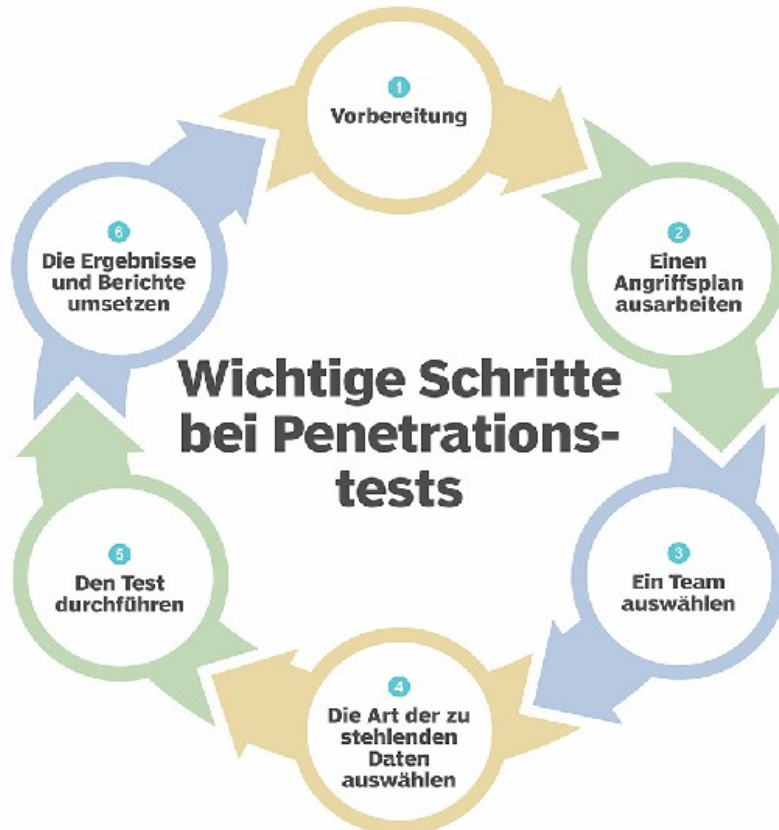 1
Vorbereitung
2
Einen
Angriffsplan
ausarbeiten
3
Ein Team
auswählen
4
Die Art der zu
stehlenden
Daten
auswählen
5
Den Test
durchführen
6
Die Ergebnisse
und Berichte
umsetzen
Wichtige Schritte
bei Penetrations-
tests